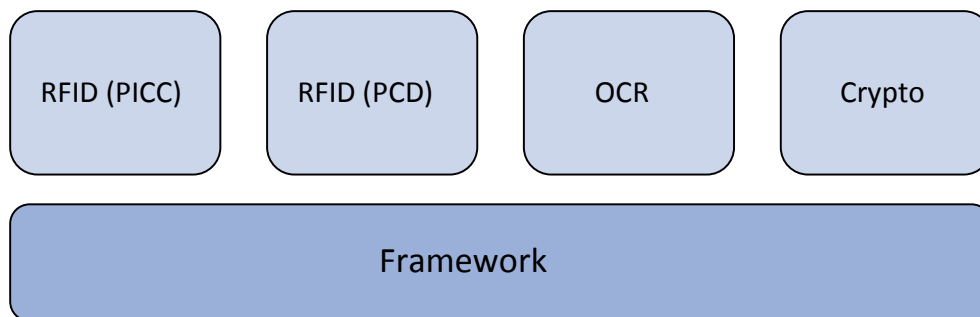 RFID (PICC)
RFID (PCD)
OCR
Crypto
Framework